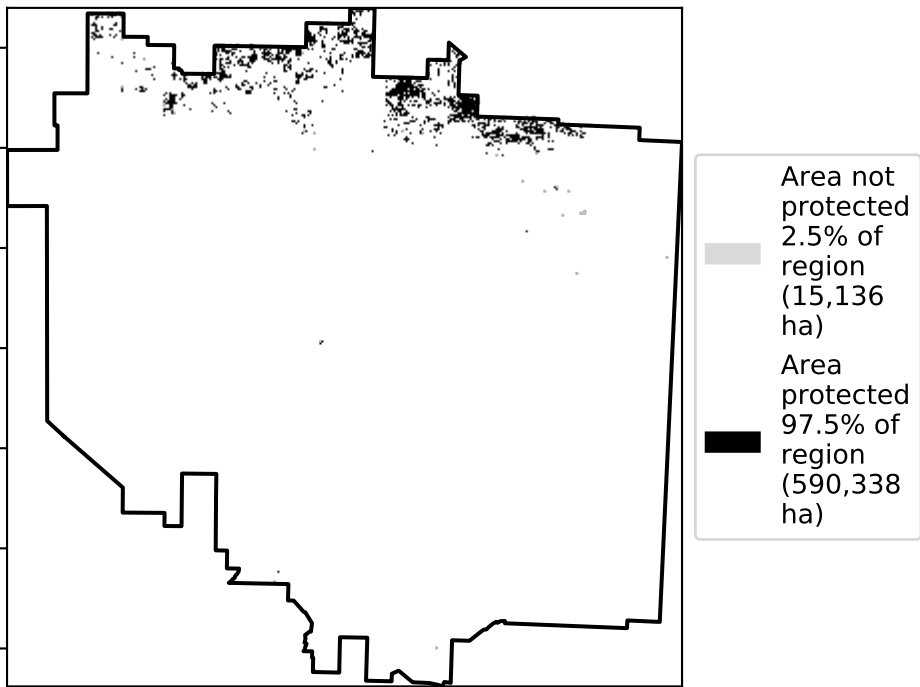 Area not
protected
2.5% of
region
(15,136
ha)
Area
protected
97.5% of
region
(590,338
ha)